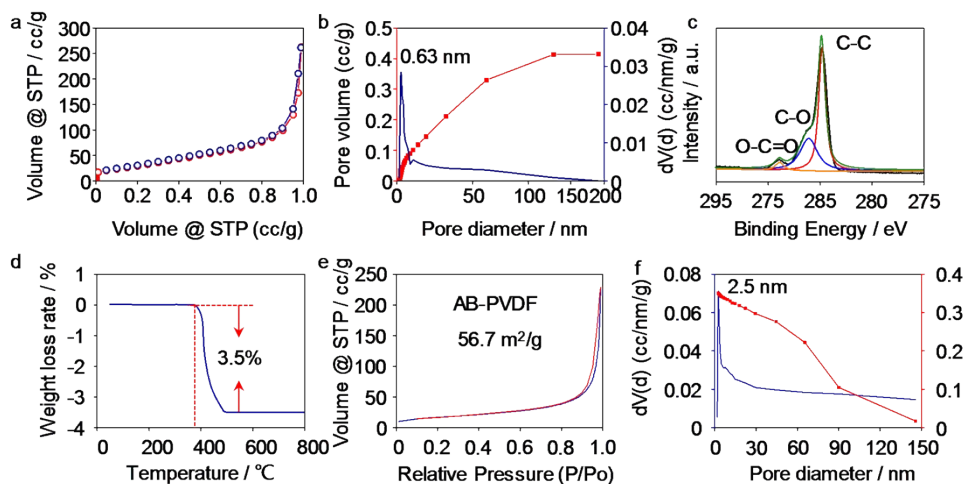 a
Volume @ STP / cc/g
300
250
200
150
100
50
0
0 0.2 0.4 0.6 0.8 1.0
Volume @ STP (cc/g)
b
Pore volume (cc/g)
0.5
0.4
0.3
0.2
0.1
0
0.63 nm
0.04
0.03
0.02
0.01
0.00
dV(d) (cc/nm/g)
0 50 100 150 200
Pore diameter / nm
c
Intensity / a.u.
C-C
C-O
O-C=O
295 287 280 275
Binding Energy / eV
d
Weight loss rate / %
1
0
-1
-2
-3
-4
3.5%
0 200 400 600 800
Temperature / ℃
e
Volume @ STP / cc/g
250
200
150
100
50
0
AB-PVDF
56.7 m²/g
0 0.2 0.4 0.6 0.8 1.0
Relative Pressure (P/Po)
f
dV(d) (cc/nm/g)
0.08
0.06
0.04
0.02
0
2.5 nm
0.4
0.3
0.2
0.1
0
0 30 60 90 120 150
Pore diameter / nm